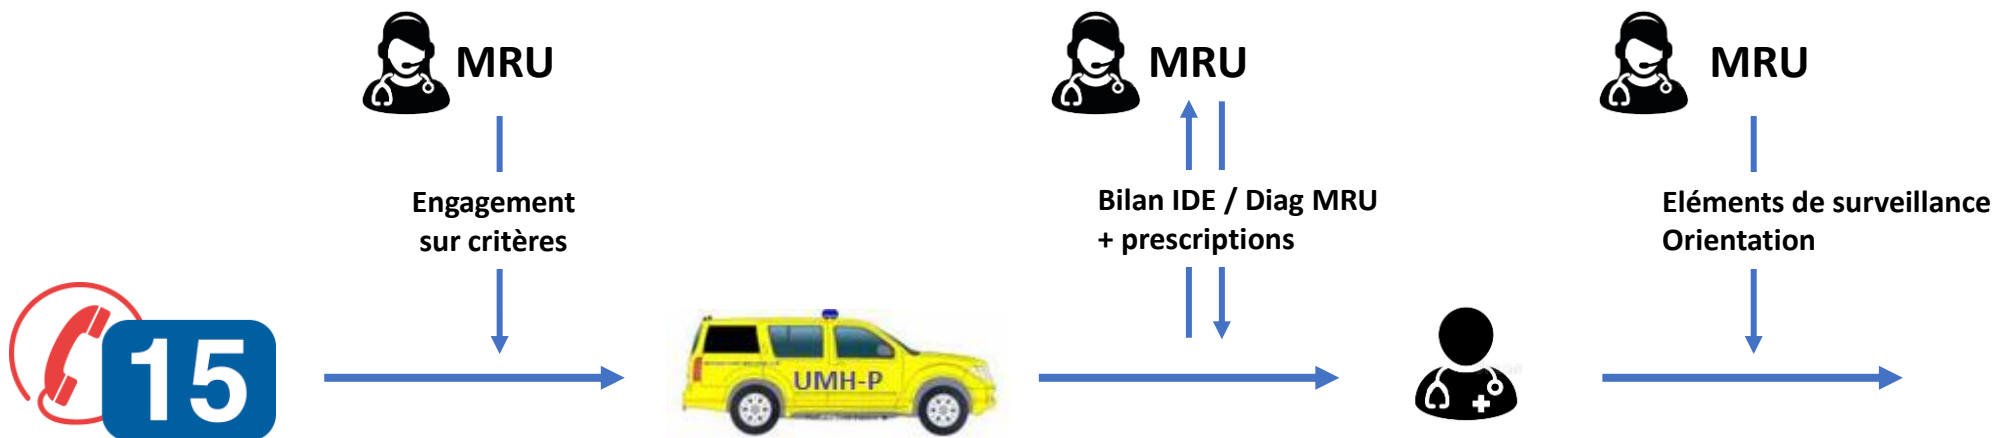 MRU
MRU
MRU
Engagement
sur critères
Bilan IDE / Diag MRU
+ prescriptions
Eléments de surveillance
Orientation
15
UMH-P